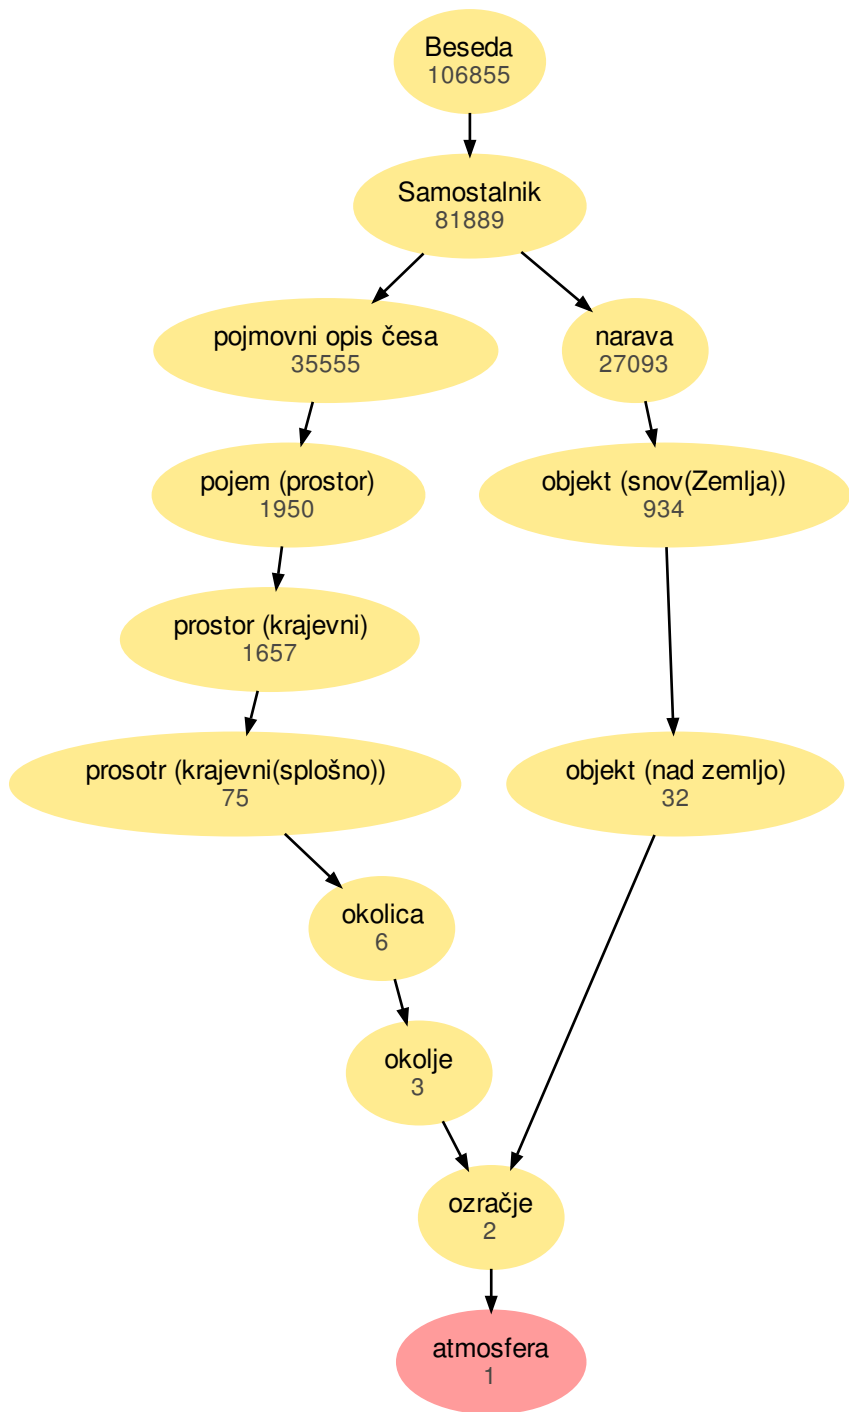 Beseda
106855
Samostalnik
81889
pojmovni opis česa
35555
narava
27093
pojem (prostor)
1950
objekt (snov(Zemlja))
934
prostor (krajevni)
1657
prosotr (krajevni(splošno))
75
objekt (nad zemljo)
32
okolica
6
okolje
3
ozračje
2
atmosfera
1